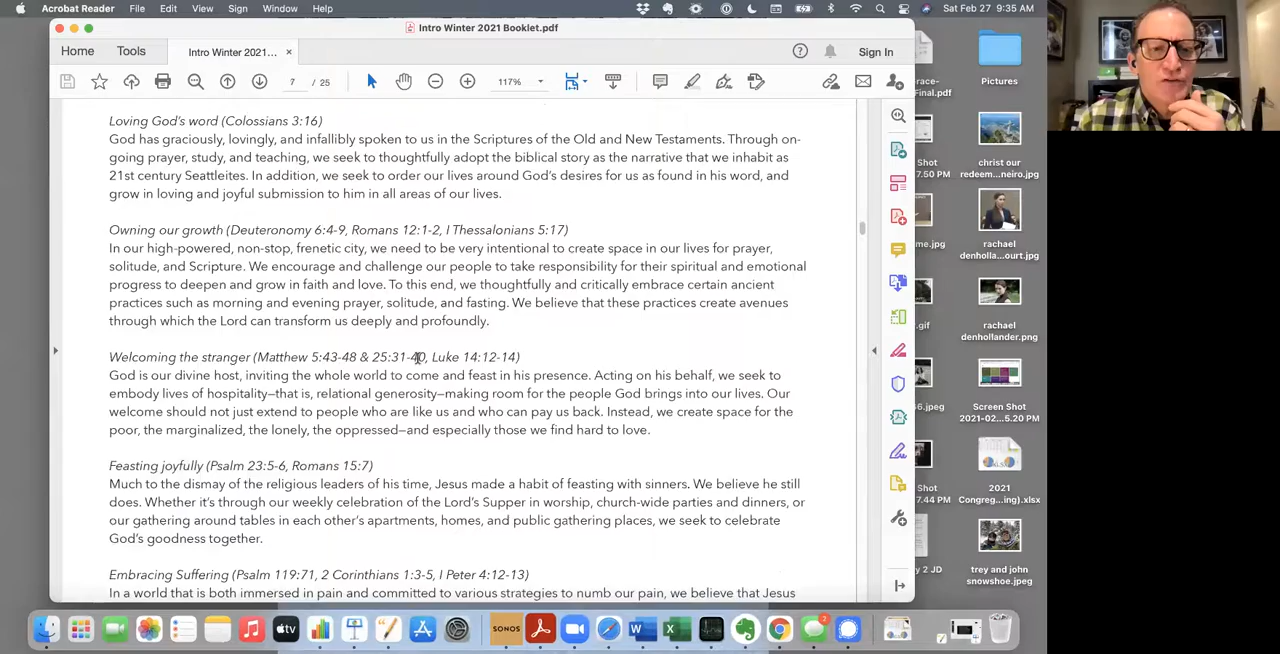 Acrobat Reader File Edit View Sign Window Help Sat Feb 27 9:35 AM
Intro Winter 2021 Booklet.pdf
Home Tools Intro Winter 2021... × Sign In
7 / 25 117%
Loving God's word (Colossians 3:16)
God has graciously, lovingly, and infallibly spoken to us in the Scriptures of the Old and New Testaments. Through on-
going prayer, study, and teaching, we seek to thoughtfully adopt the biblical story as the narrative that we inhabit as
21st century Seattleites. In addition, we seek to order our lives around God's desires for us as found in his word, and
grow in loving and joyful submission to him in all areas of our lives.
Owning our growth (Deuteronomy 6:4-9, Romans 12:1-2, I Thessalonians 5:17)
In our high-powered, non-stop, frenetic city, we need to be very intentional to create space in our lives for prayer,
solitude, and Scripture. We encourage and challenge our people to take responsibility for their spiritual and emotional
progress to deepen and grow in faith and love. To this end, we thoughtfully and critically embrace certain ancient
practices such as morning and evening prayer, solitude, and fasting. We believe that these practices create avenues
through which the Lord can transform us deeply and profoundly.
Welcoming the stranger (Matthew 5:43-48 & 25:31-40, Luke 14:12-14)
God is our divine host, inviting the whole world to come and feast in his presence. Acting on his behalf, we seek to
embody lives of hospitality—that is, relational generosity—making room for the people God brings into our lives. Our
welcome should not just extend to people who are like us and who can pay us back. Instead, we create space for the
poor, the marginalized, the lonely, the oppressed—and especially those we find hard to love.
Feasting joyfully (Psalm 23:5-6, Romans 15:7)
Much to the dismay of the religious leaders of his time, Jesus made a habit of feasting with sinners. We believe he still
does. Whether it's through our weekly celebration of the Lord's Supper in worship, church-wide parties and dinners, or
our gathering around tables in each other's apartments, homes, and public gathering places, we seek to celebrate
God's goodness together.
Embracing Suffering (Psalm 119:71, 2 Corinthians 1:3-5, I Peter 4:12-13)
In a world that is both immersed in pain and committed to various strategies to numb our pain, we believe that Jesus
race-
Final.pdf
Pictures
Shot
7.50 PM
christ our
redeem...neiro.jpg
me.jpg
rachael
denholla...ourt.jpg
.gif
rachael
denhollander.png
66.jpeg
Screen Shot
2021-02...5.20 PM
Shot
7.44 PM
2021
Congreg...ing).xlsx
y 2 JD
trey and john
snowshoe.jpeg
tv
SONOS
W
X
2